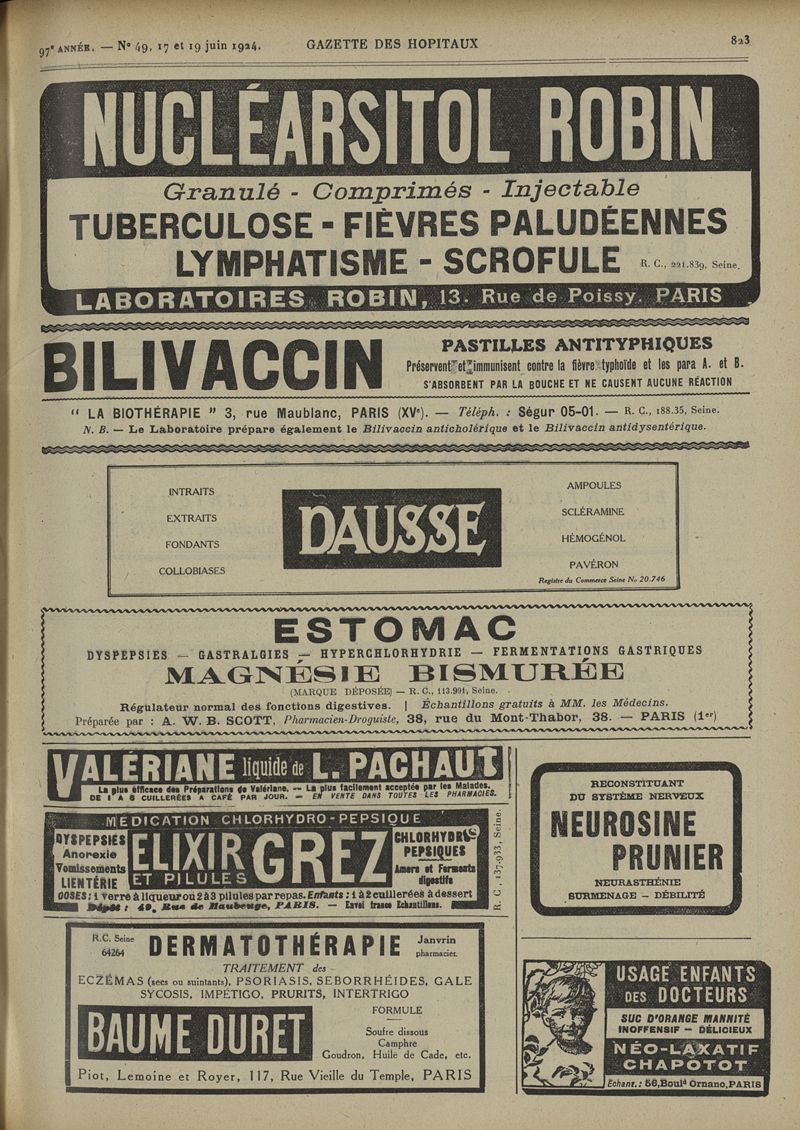 97e ANNÉE. — No 49, 17 et 19 juin 1924. GAZETTE DES HOPITAUX 823
NUCLÉARSITOL ROBIN
Granulé - Comprimés - Injectable
TUBERCULOSE - FIÈVRES PALUDÉENNES
LYMPHATISME - SCROFULE R. C., 221.839, Seine.
LABORATOIRES ROBIN, 13. Rue de Poissy. PARIS
BILIVACCIN
PASTILLES ANTITYPHIQUES
Préservent et immunisent contre la fièvre typhoïde et les para A. et B.
S'ABSORBENT PAR LA BOUCHE ET NE CAUSENT AUCUNE RÉACTION
“ LA BIOTHÉRAPIE ” 3, rue Maublanc, PARIS (XVe). — Téléph. : Ségur 05-01. — R. C., 188.35, Seine.
N. B. — Le Laboratoire prépare également le Bilivaccin anticholérique et le Bilivaccin antidysentérique.
INTRAITS
EXTRAITS
FONDANTS
COLLOBIASES
DAUSSE
AMPOULES
SCLÉRAMINE
HÉMOGÉNOL
PAVÉRON
Registre du Commerce Seine No 20.746
ESTOMAC
DYSPEPSIES — GASTRALGIES — HYPERCHLORHYDRIE — FERMENTATIONS GASTRIQUES
MAGNÉSIE BISMURÉE
(MARQUE DÉPOSÉE) — R. C., 113.991, Seine.
Régulateur normal des fonctions digestives. | Échantillons gratuits à MM. les Médecins.
Préparée par : A. W. B. SCOTT, Pharmacien-Droguiste, 38, rue du Mont-Thabor, 38. — PARIS (1er)
VALÉRIANE liquide de L. PACHAUT
La plus efficace des Préparations de Valériane. — La plus facilement acceptée par les Malades.
DE 1 A 6 CUILLERÉES A CAFÉ PAR JOUR. — EN VENTE DANS TOUTES LES PHARMACIES.
MÉDICATION CHLORHYDRO-PEPSIQUE
DYSPEPSIES
Anorexie
Vomissements
LIENTÉRIE
ELIXIR
ET PILULES
GREZ
CHLORHYDRO
PEPSIQUES
Amers et Ferments
digestifs
DOSES: 1 verre à liqueur ou 2 à 3 pilules par repas. Enfants : 1 à 2 cuillerées à dessert
Dépôt : 49, Rue de Maubeuge, PARIS. — Envoi franco Echantillons.
R. C., 137-933, Seine.
RECONSTITUANT
DU SYSTÈME NERVEUX
NEUROSINE
PRUNIER
NEURASTHÉNIE
SURMENAGE — DÉBILITÉ
R.C. Seine
64264
DERMATOTHÉRAPIE
Janvrin
pharmacien
TRAITEMENT des
ECZÉMAS (secs ou suintants), PSORIASIS, SEBORRHÉIDES, GALE
SYCOSIS, IMPÉTIGO, PRURITS, INTERTRIGO
BAUME DURET
FORMULE
Soufre dissous
Camphre
Goudron, Huile de Cade, etc.
Piot, Lemoine et Royer, 117, Rue Vieille du Temple, PARIS
USAGE ENFANTS
DES DOCTEURS
SUC D'ORANGE MANNITÉ
INOFFENSIF — DÉLICIEUX
NÉO-LAXATIF
CHAPOTOT
Echant.: 56, Bould Ornano, PARIS